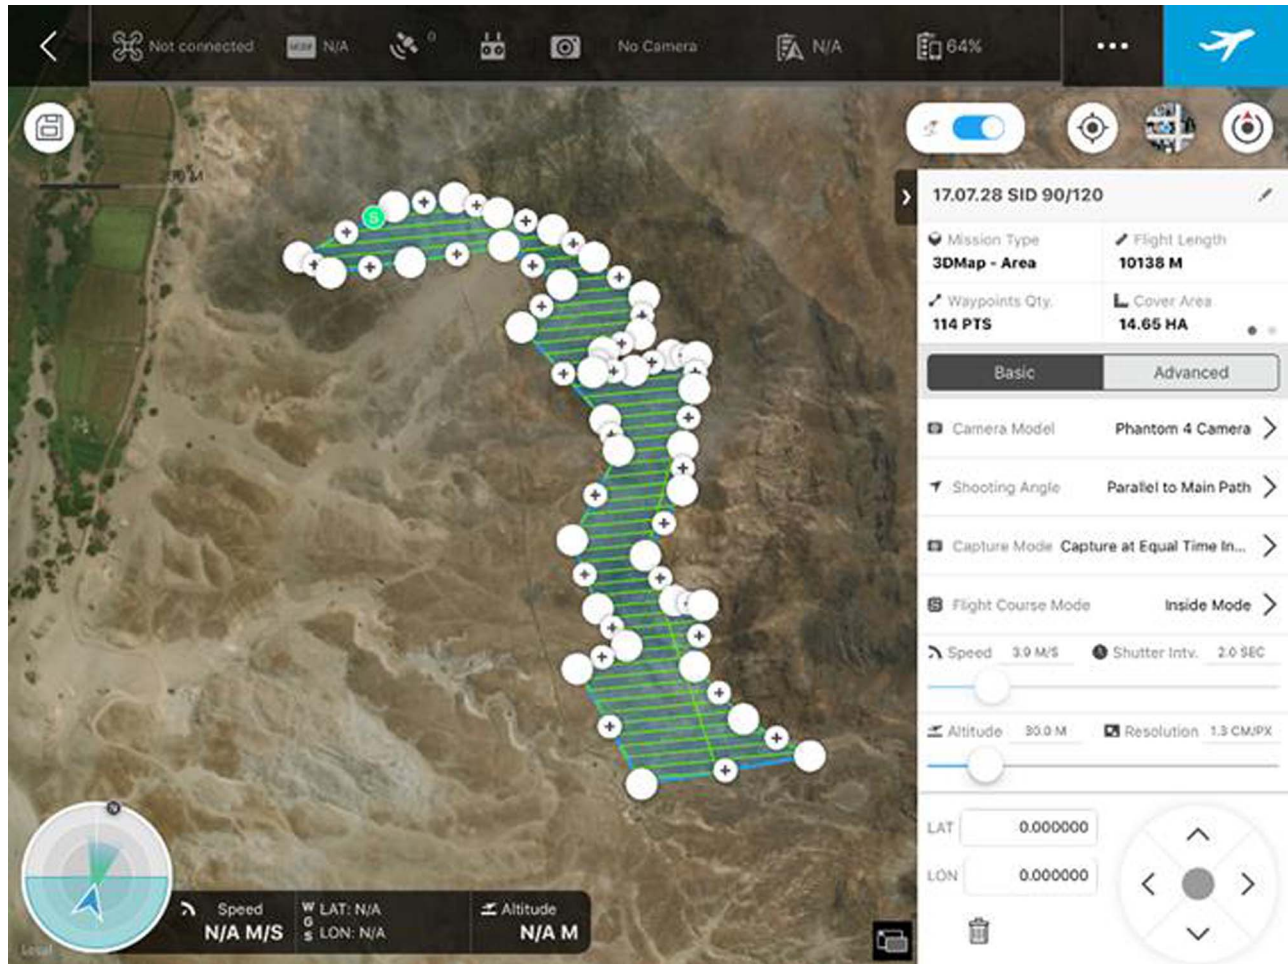 Not connected
N/A
0
No Camera
N/A
64%
0
S
17.07.28 SID 90/120
Mission Type
3DMap - Area
Flight Length
10138 M
Waypoints Qty.
114 PTS
Cover Area
14.65 HA
Basic
Advanced
Camera Model
Phantom 4 Camera
Shooting Angle
Parallel to Main Path
Capture Mode
Capture at Equal Time In...
Flight Course Mode
Inside Mode
Speed
3.9 M/S
Shutter Intv.
2.0 SEC
Altitude
30.0 M
Resolution
1.3 CM/PX
LAT
0.000000
LON
0.000000
N
Local
Speed
N/A M/S
WGS
LAT: N/A
LON: N/A
Altitude
N/A M